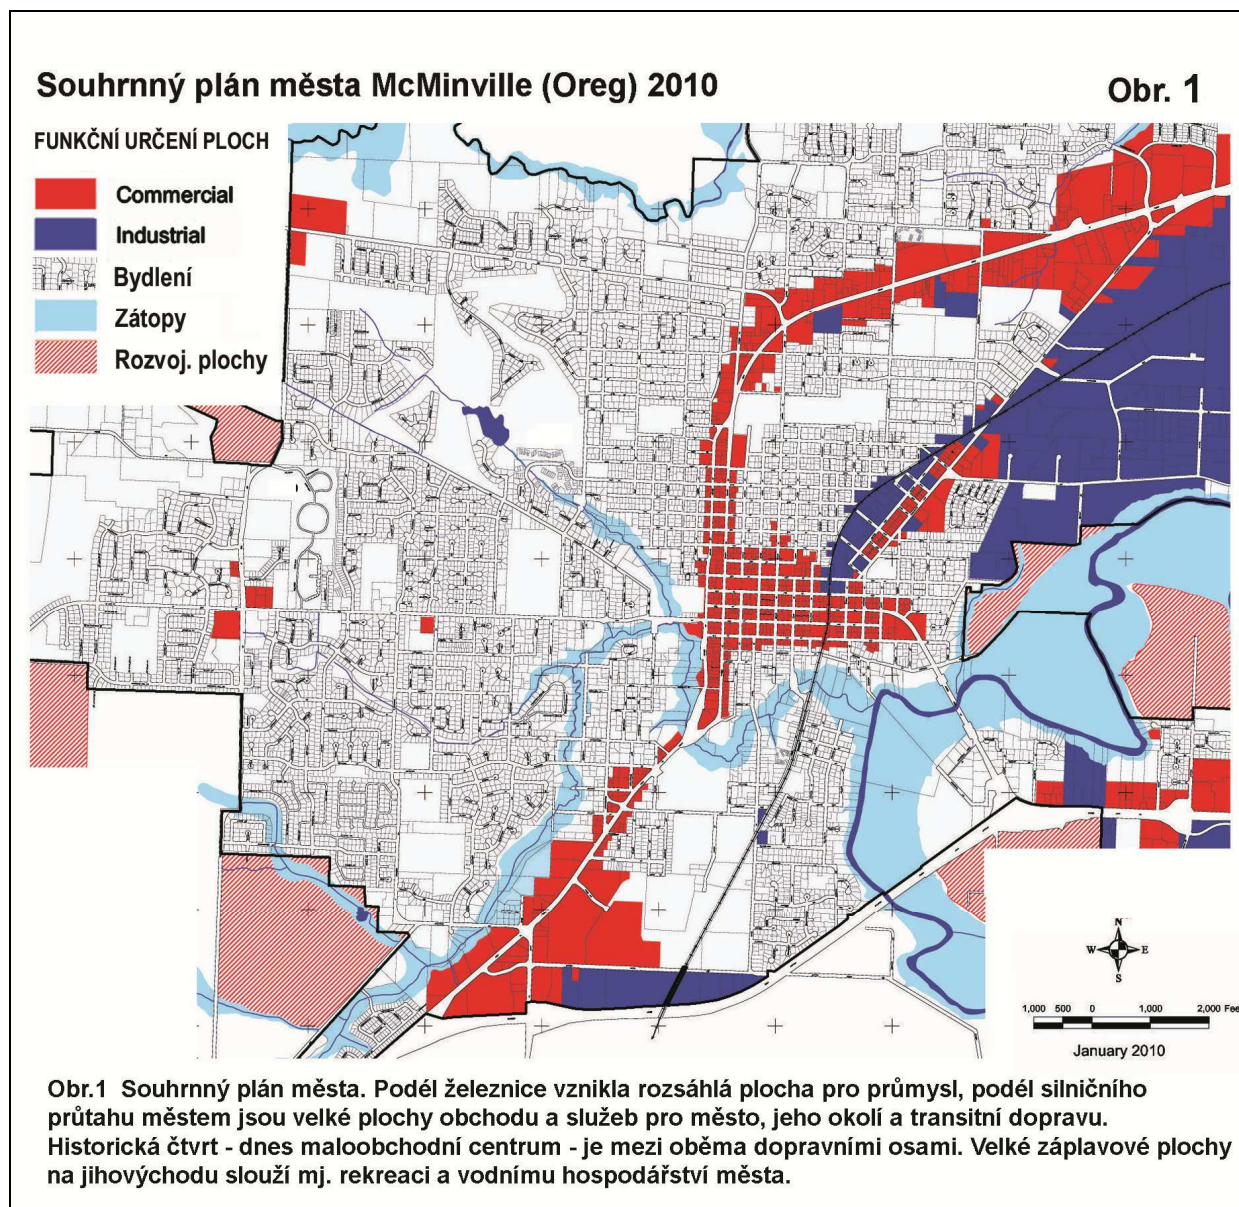 Souhrnný plán města McMinville (Oreg) 2010
Obr. 1
FUNKČNÍ URČENÍ PLOCH
Commercial
Industrial
Bydlení
Zátopy
Rozvoj. plochy
N
W E
S
1,000 500 0 1,000 2,000 Fee
January 2010
Obr.1 Souhrnný plán města. Podél železnice vznikla rozsáhlá plocha pro průmysl, podél silničního
průtahu městem jsou velké plochy obchodu a služeb pro město, jeho okolí a transitní dopravu.
Historická čtvrt - dnes maloobchodní centrum - je mezi oběma dopravními osami. Velké záplavové plochy
na jihovýchodu slouží mj. rekreaci a vodnímu hospodářství města.